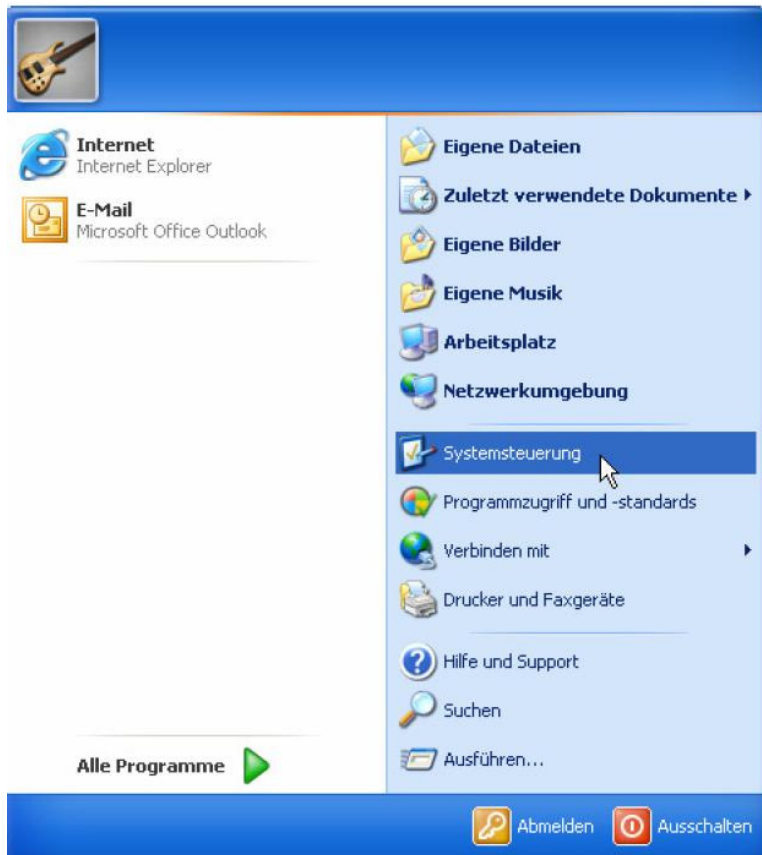 Internet
Internet Explorer
E-Mail
Microsoft Office Outlook
Alle Programme
Eigene Dateien
Zuletzt verwendete Dokumente
Eigene Bilder
Eigene Musik
Arbeitsplatz
Netzwerkumgebung
Systemsteuerung
Programmzugriff und -standards
Verbinden mit
Drucker und Faxgeräte
Hilfe und Support
Suchen
Ausführen...
Abmelden
Ausschalten